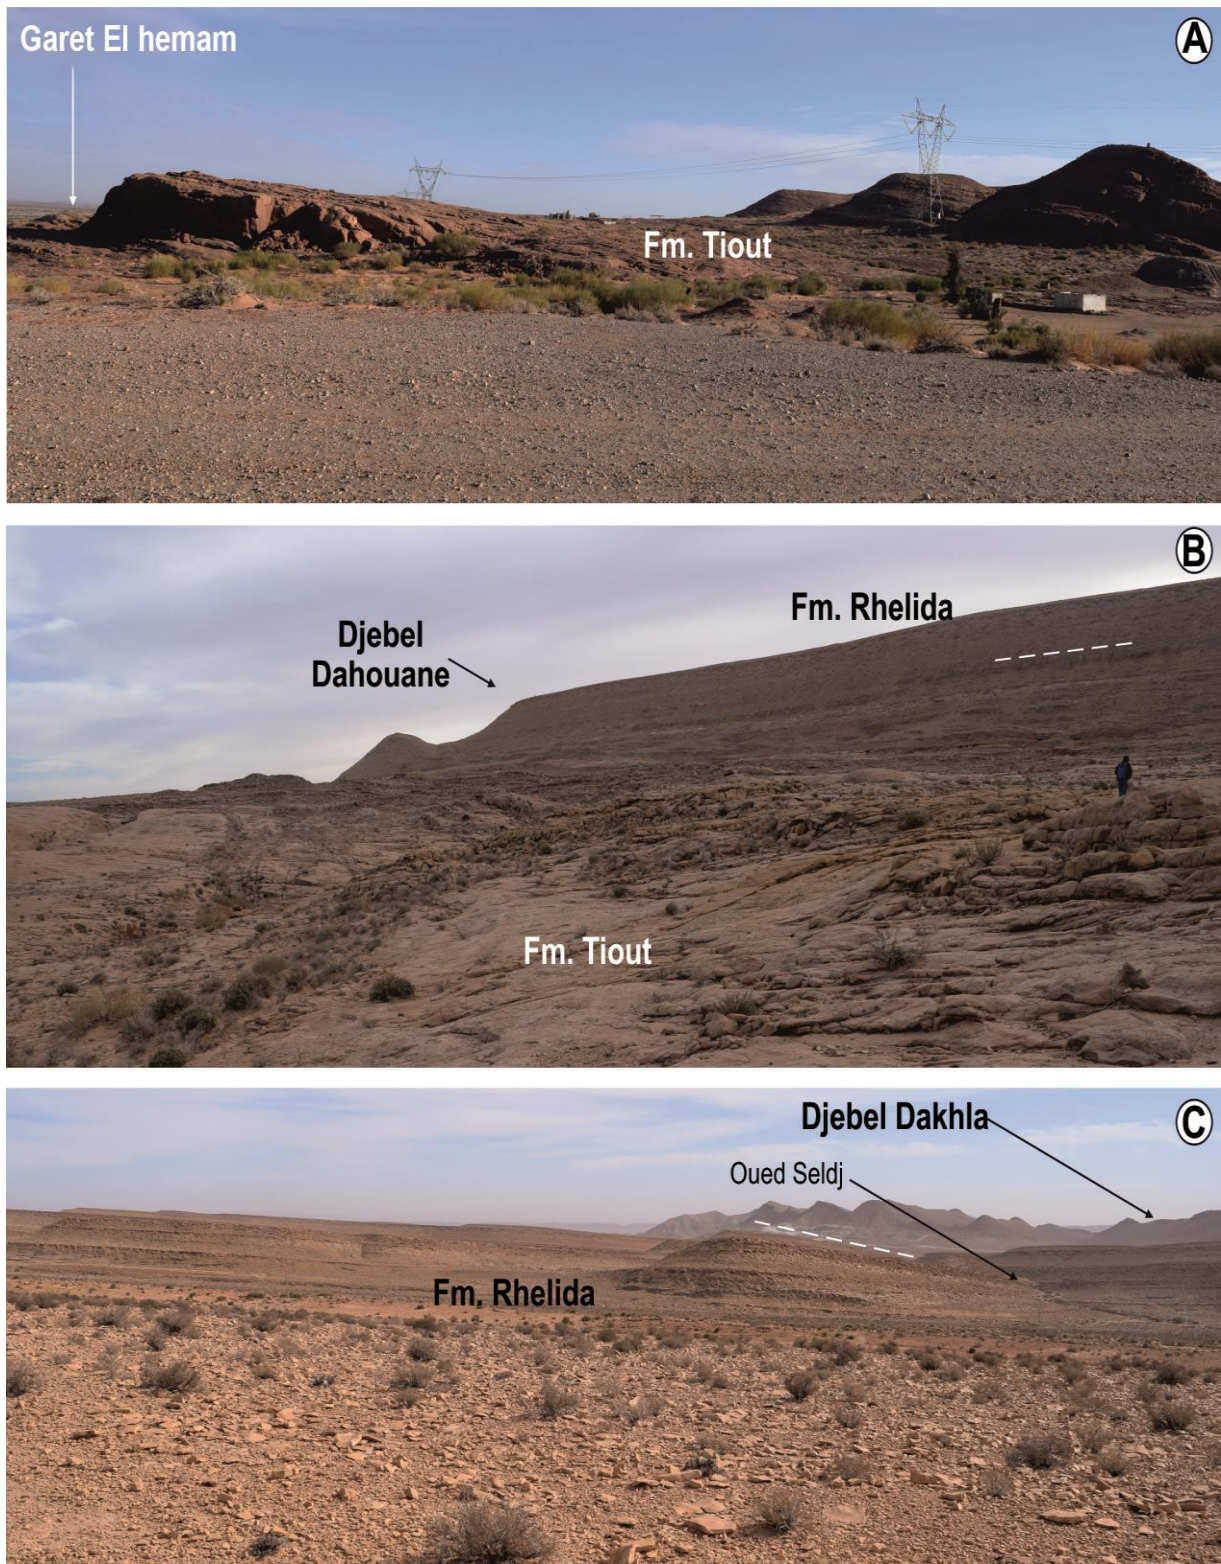 Garet El hemam
A
Fm. Tiout
B
Fm. Rhelida
Djebel
Dahouane
Fm. Tiout
C
Djebel Dakhla
Oued Seldj
Fm. Rhelida